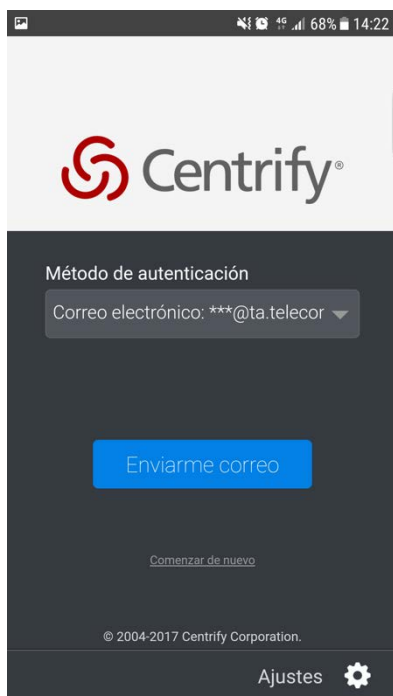 4G 68% 14:22
Centrify®
Método de autenticación
Correo electrónico: ***@ta.telecor
Enviarme correo
Comenzar de nuevo
© 2004-2017 Centrify Corporation.
Ajustes